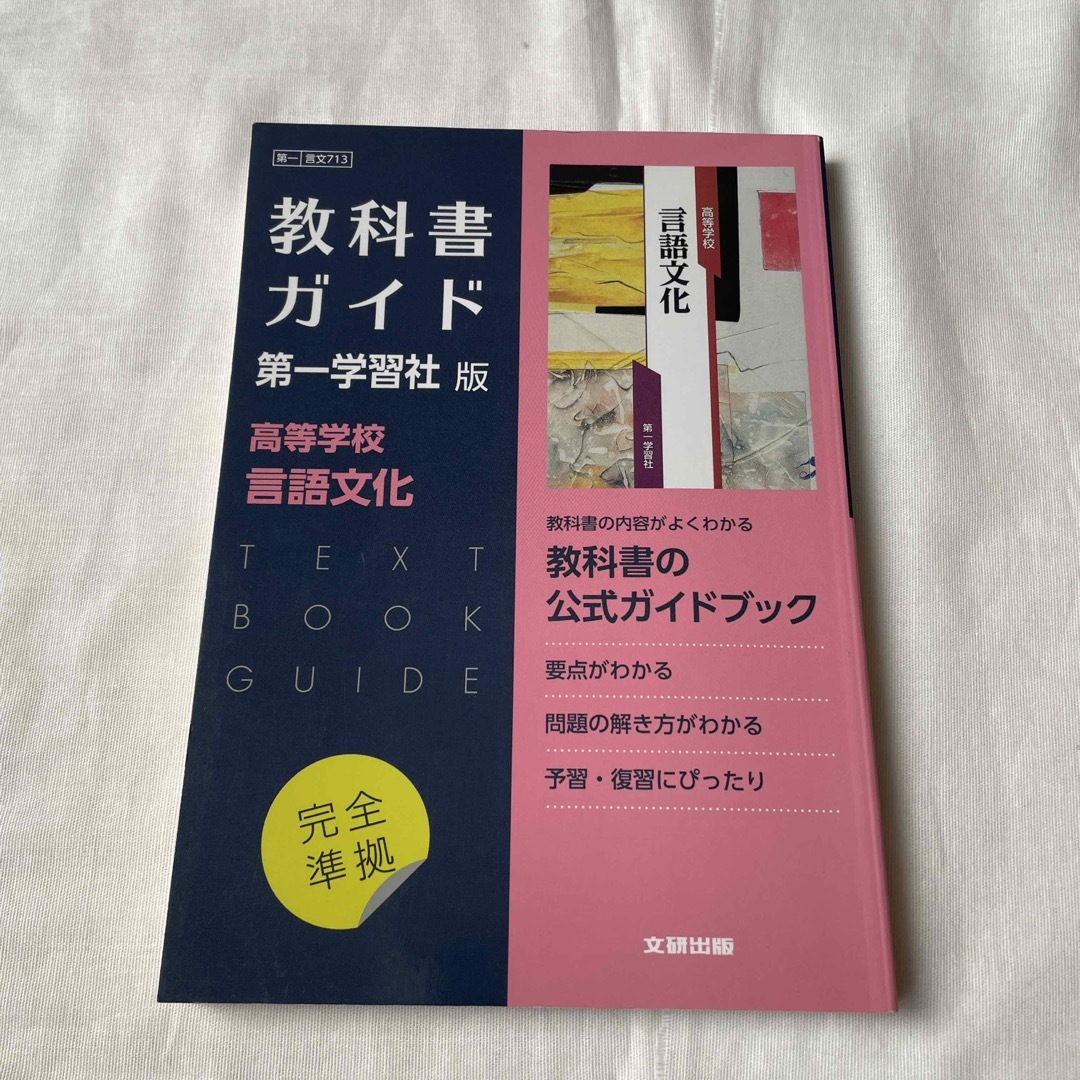 第一 言文713
教科書
ガイド
第一学習社 版
高等学校
言語文化
TEXT
BOOK
GUIDE
完全
準拠
高等学校
言語文化
第一学習社
教科書の内容がよくわかる
教科書の
公式ガイドブック
要点がわかる
問題の解き方がわかる
予習・復習にぴったり
文研出版